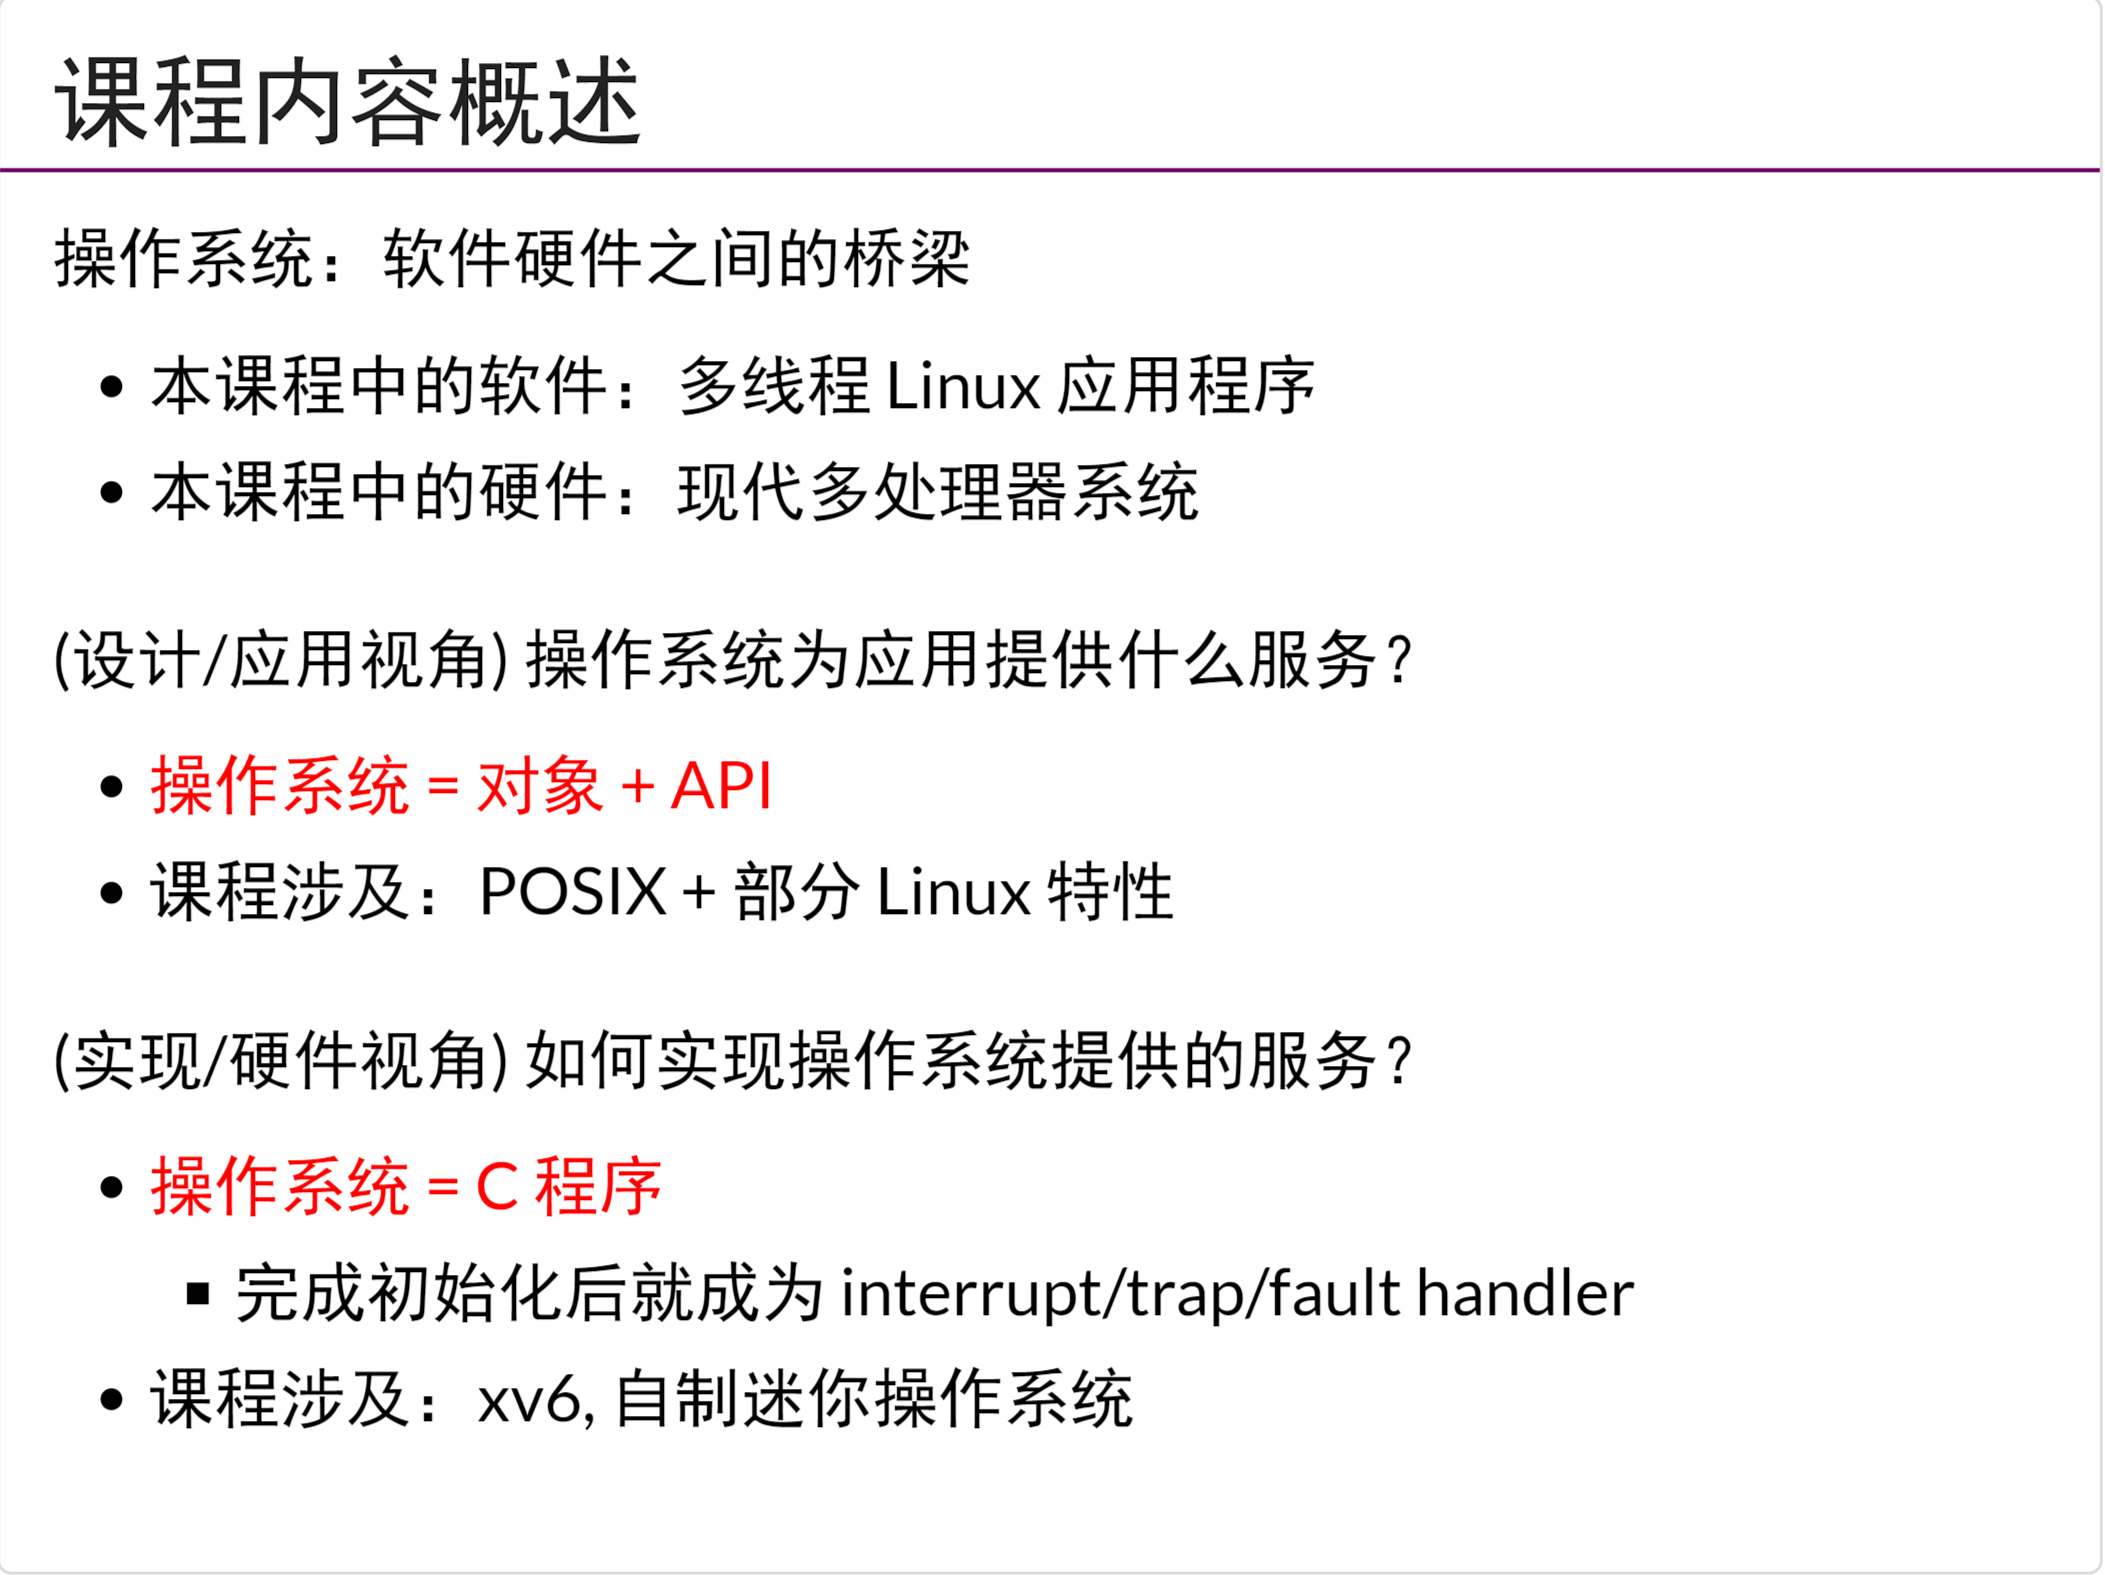 课程内容概述
操作系统：软件硬件之间的桥梁
• 本课程中的软件：多线程 Linux 应用程序
• 本课程中的硬件：现代多处理器系统
(设计/应用视角) 操作系统为应用提供什么服务？
• 操作系统 = 对象 + API
• 课程涉及：POSIX + 部分 Linux 特性
(实现/硬件视角) 如何实现操作系统提供的服务？
• 操作系统 = C 程序
▪ 完成初始化后就成为 interrupt/trap/fault handler
• 课程涉及：xv6, 自制迷你操作系统